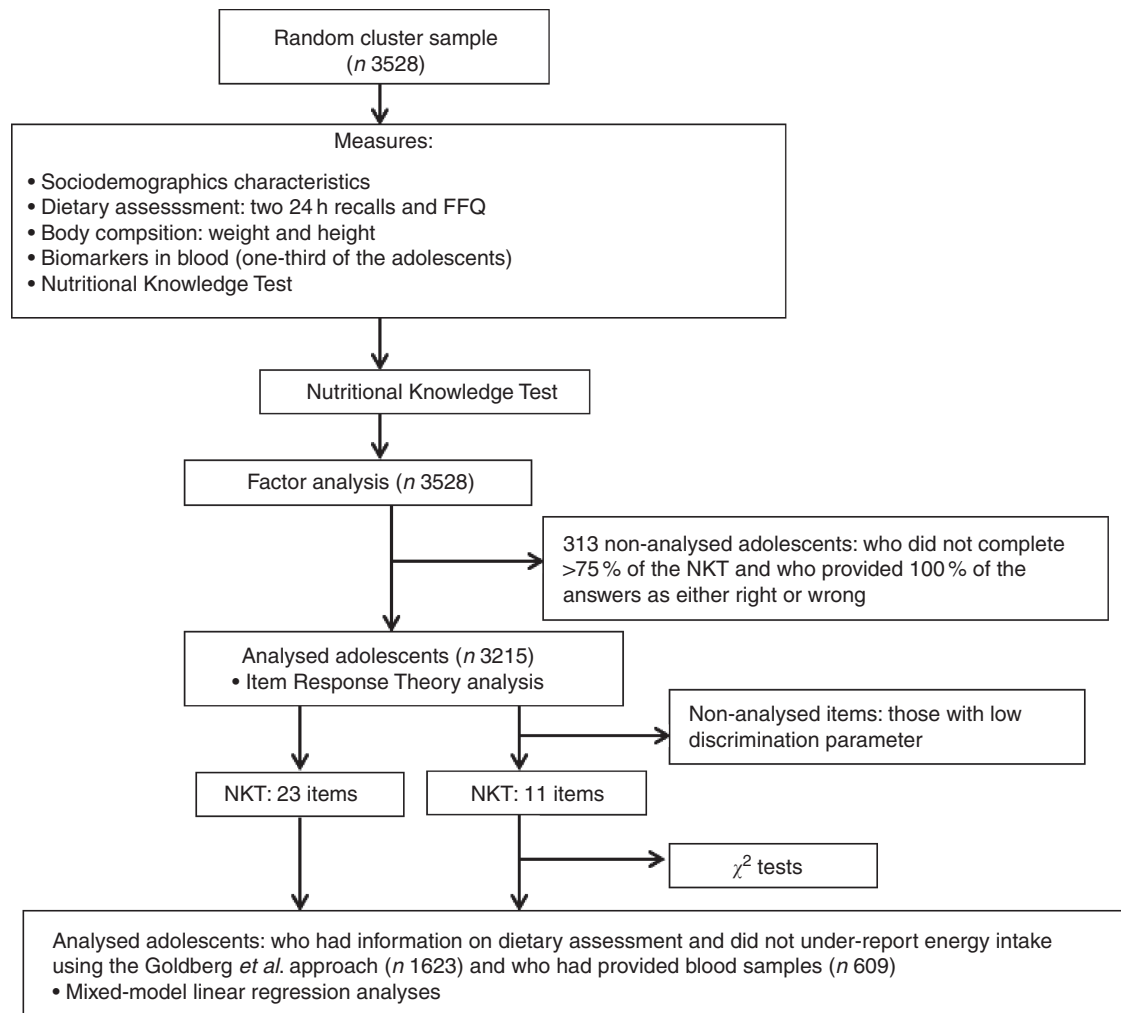 Random cluster sample
(n 3528)
Measures:
• Sociodemographics characteristics
• Dietary assesssment: two 24 h recalls and FFQ
• Body compsition: weight and height
• Biomarkers in blood (one-third of the adolescents)
• Nutritional Knowledge Test
Nutritional Knowledge Test
Factor analysis (n 3528)
313 non-analysed adolescents: who did not complete
>75 % of the NKT and who provided 100 % of the
answers as either right or wrong
Analysed adolescents (n 3215)
• Item Response Theory analysis
Non-analysed items: those with low
discrimination parameter
NKT: 23 items
NKT: 11 items
χ² tests
Analysed adolescents: who had information on dietary assessment and did not under-report energy intake
using the Goldberg et al. approach (n 1623) and who had provided blood samples (n 609)
• Mixed-model linear regression analyses